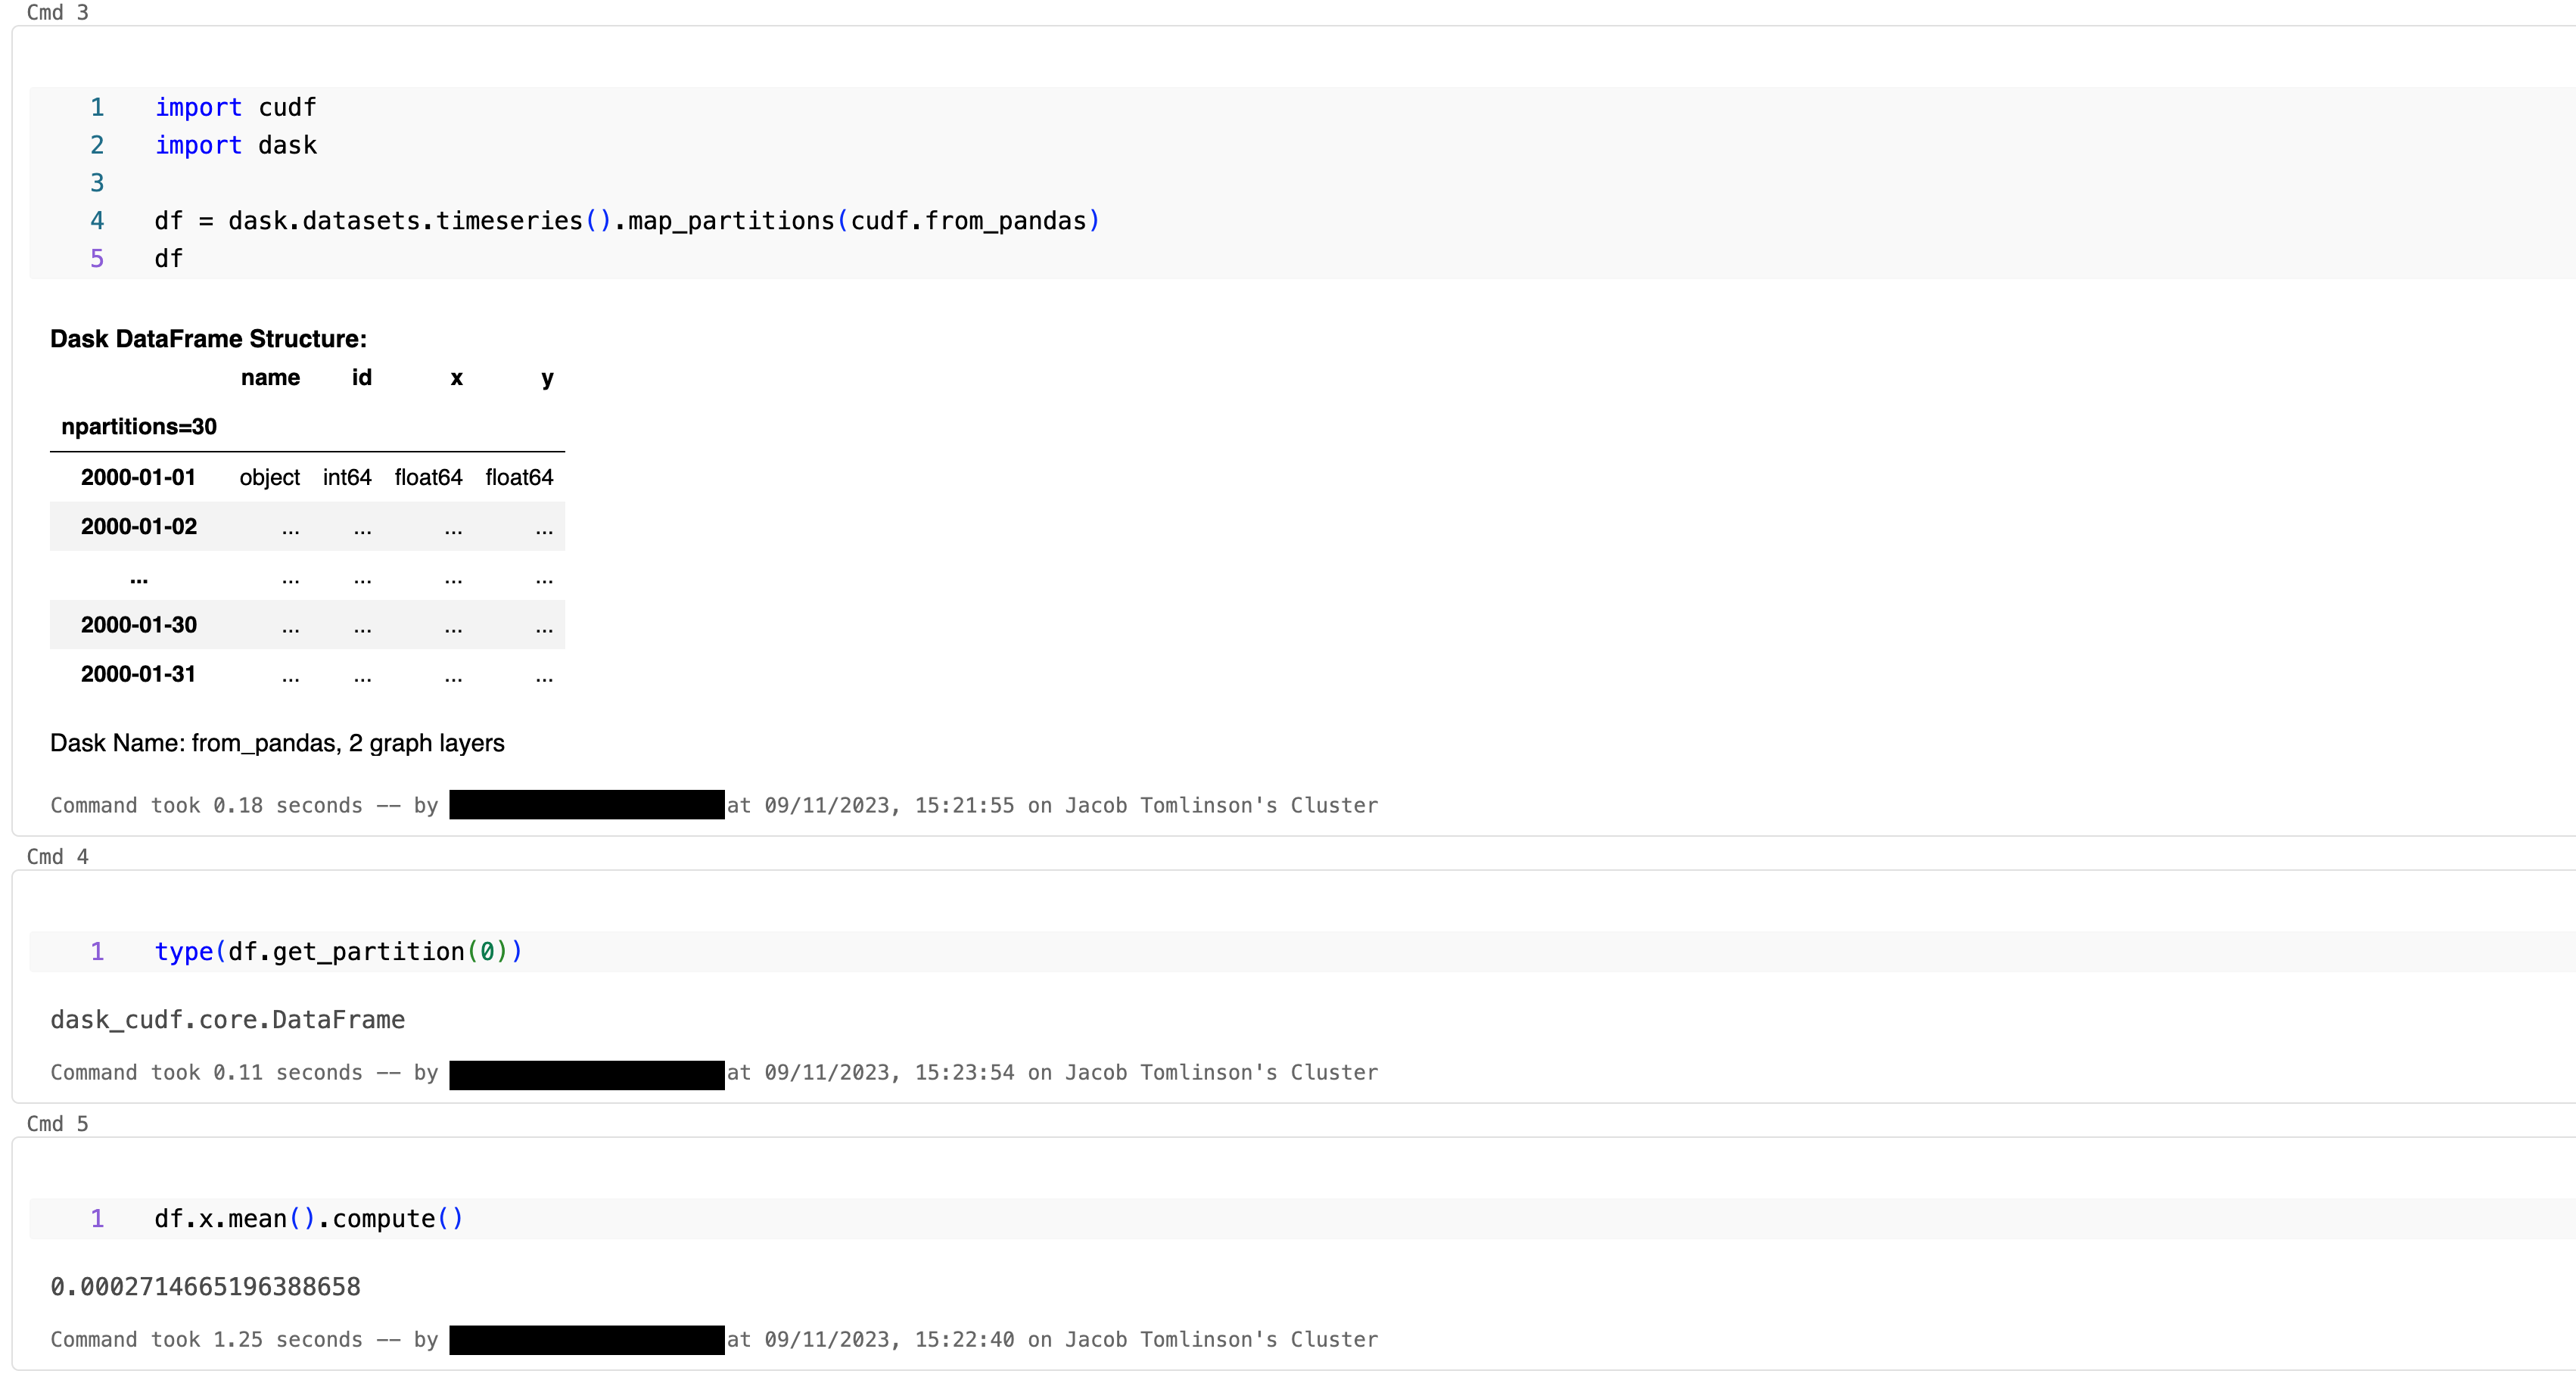 Cmd 3
1 import cudf
2 import dask
3
4 df = dask.datasets.timeseries().map_partitions(cudf.from_pandas)
5 df
Dask DataFrame Structure:
name id x y
npartitions=30
2000-01-01 object int64 float64 float64
2000-01-02 ... ... ... ...
... ... ... ... ...
2000-01-30 ... ... ... ...
2000-01-31 ... ... ... ...
Dask Name: from_pandas, 2 graph layers
Command took 0.18 seconds -- by at 09/11/2023, 15:21:55 on Jacob Tomlinson's Cluster
Cmd 4
1 type(df.get_partition(0))
dask_cudf.core.DataFrame
Command took 0.11 seconds -- by at 09/11/2023, 15:23:54 on Jacob Tomlinson's Cluster
Cmd 5
1 df.x.mean().compute()
0.0002714665196388658
Command took 1.25 seconds -- by at 09/11/2023, 15:22:40 on Jacob Tomlinson's Cluster